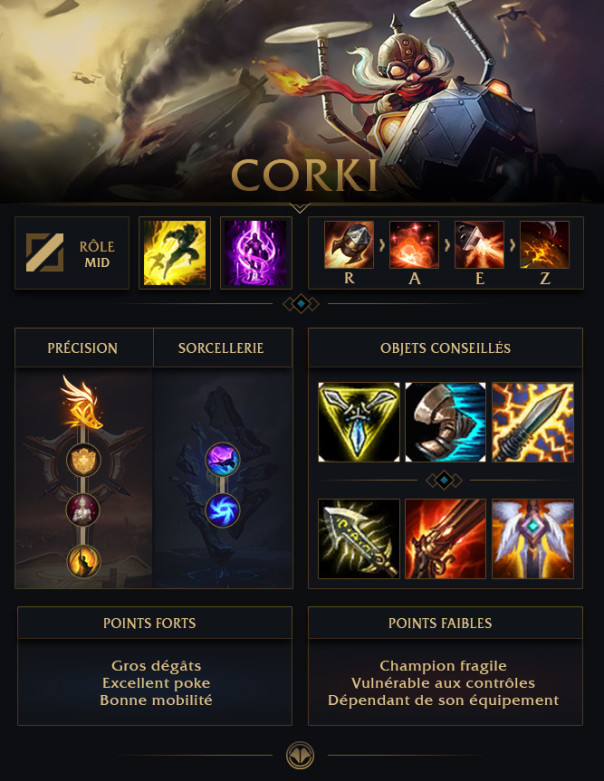 CORKI
RÔLE
MID
R
A
E
Z
PRÉCISION
SORCELLERIE
OBJETS CONSEILLÉS
POINTS FORTS
Gros dégâts
Excellent poke
Bonne mobilité
POINTS FAIBLES
Champion fragile
Vulnérable aux contrôles
Dépendant de son équipement